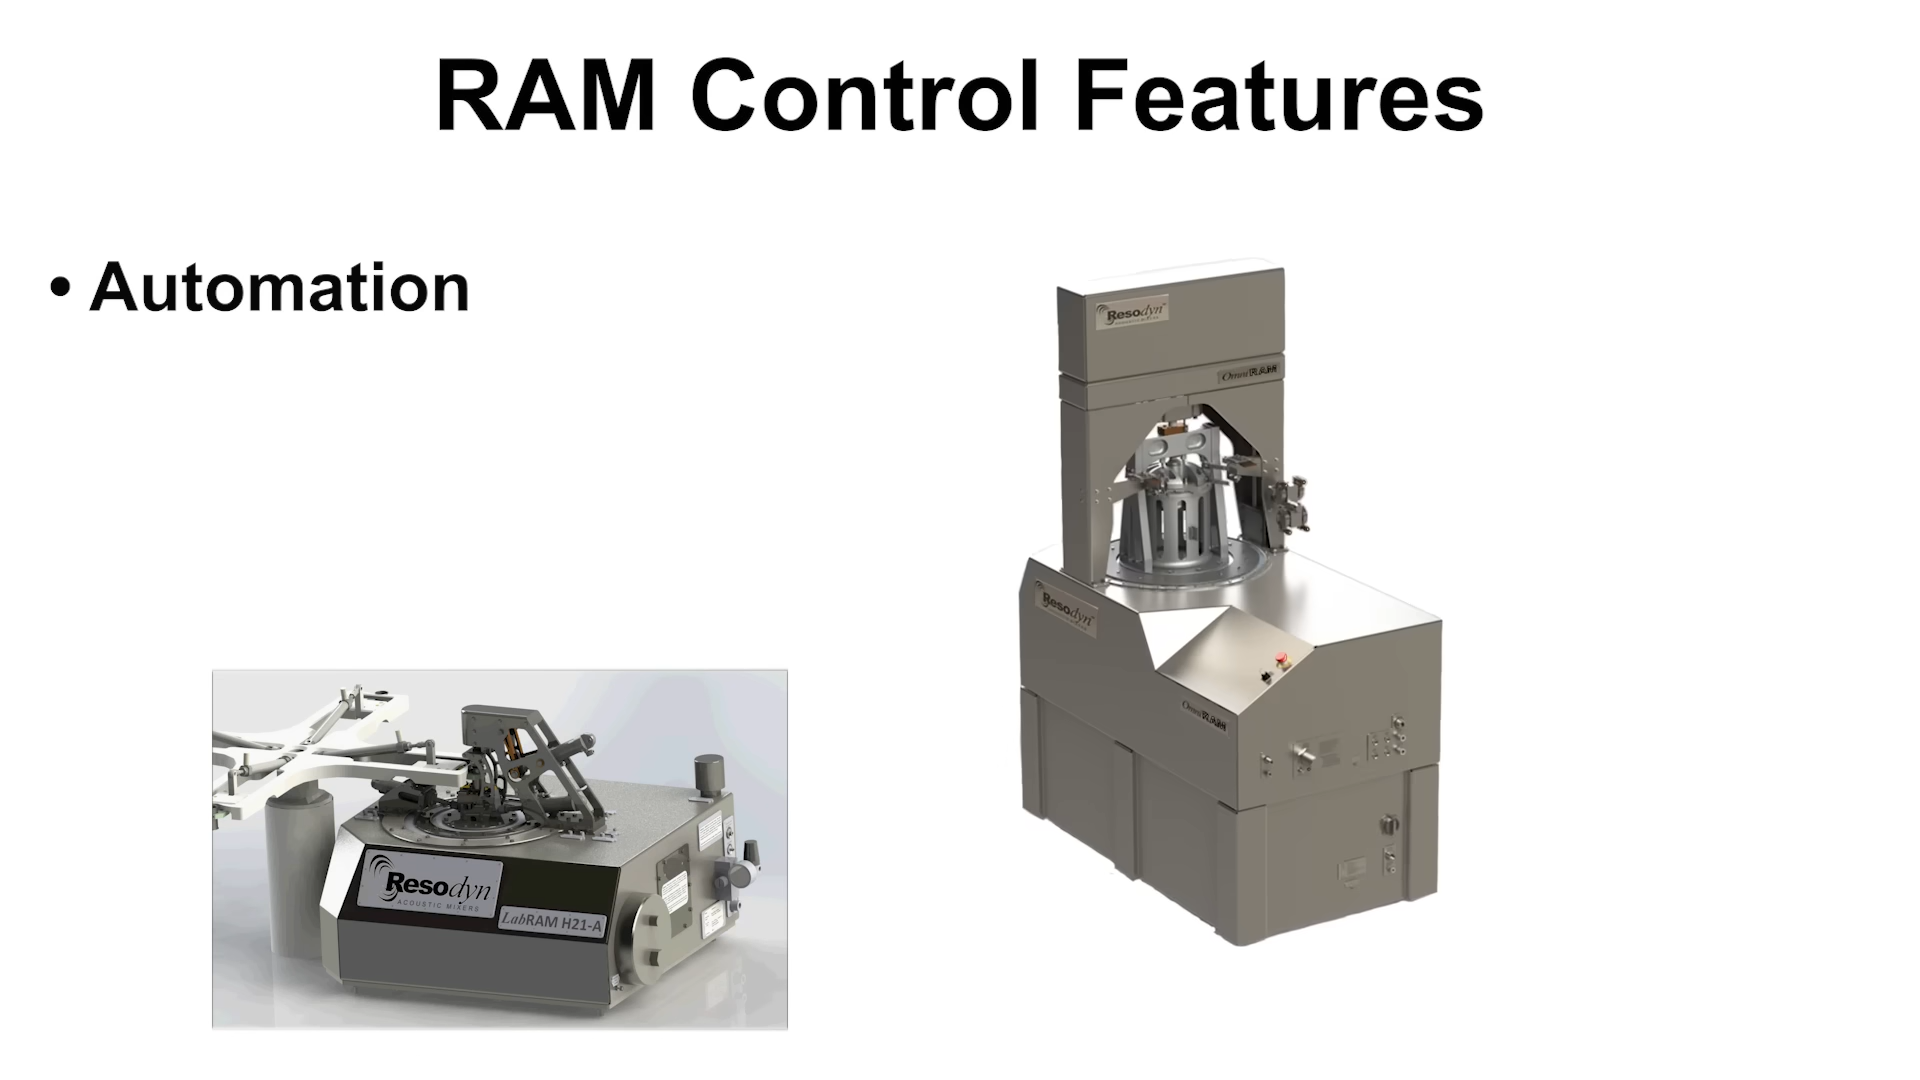 RAM Control Features
• Automation
Resodyn
OmniRAM
Resodyn
OmniRAM
Resodyn
ACOUSTIC MIXERS
LabRAM H21-A